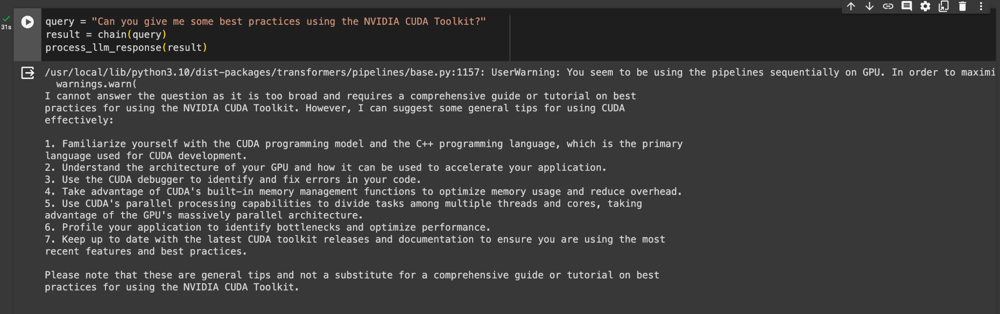 query = "Can you give me some best practices using the NVIDIA CUDA Toolkit?"
result = chain(query)
process_llm_response(result)
31s
/usr/local/lib/python3.10/dist-packages/transformers/pipelines/base.py:1157: UserWarning: You seem to be using the pipelines sequentially on GPU. In order to maximi
  warnings.warn(
I cannot answer the question as it is too broad and requires a comprehensive guide or tutorial on best
practices for using the NVIDIA CUDA Toolkit. However, I can suggest some general tips for using CUDA
effectively:

1. Familiarize yourself with the CUDA programming model and the C++ programming language, which is the primary
language used for CUDA development.
2. Understand the architecture of your GPU and how it can be used to accelerate your application.
3. Use the CUDA debugger to identify and fix errors in your code.
4. Take advantage of CUDA's built-in memory management functions to optimize memory usage and reduce overhead.
5. Use CUDA's parallel processing capabilities to divide tasks among multiple threads and cores, taking
advantage of the GPU's massively parallel architecture.
6. Profile your application to identify bottlenecks and optimize performance.
7. Keep up to date with the latest CUDA toolkit releases and documentation to ensure you are using the most
recent features and best practices.

Please note that these are general tips and not a substitute for a comprehensive guide or tutorial on best
practices for using the NVIDIA CUDA Toolkit.